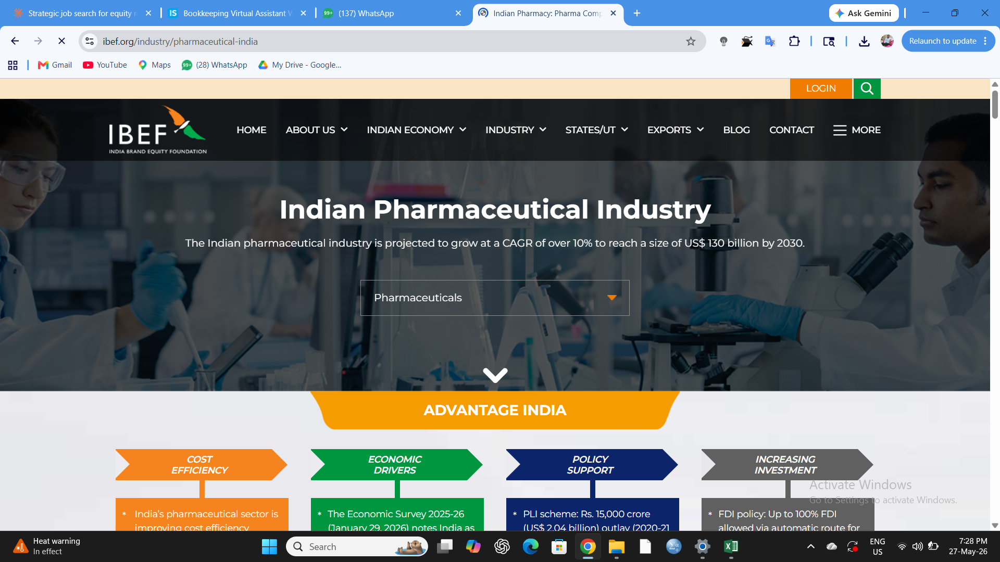 Strategic job search for equity r
IS Bookkeeping Virtual Assistant V
99+ (137) WhatsApp
Indian Pharmacy: Pharma Comp
Ask Gemini
ibef.org/industry/pharmaceutical-india
Relaunch to update
Gmail
YouTube
Maps
99+ (28) WhatsApp
My Drive - Google...
LOGIN
IBEF
INDIA BRAND EQUITY FOUNDATION
HOME
ABOUT US
INDIAN ECONOMY
INDUSTRY
STATES/UT
EXPORTS
BLOG
CONTACT
MORE
Indian Pharmaceutical Industry
The Indian pharmaceutical industry is projected to grow at a CAGR of over 10% to reach a size of US$ 130 billion by 2030.
Pharmaceuticals
ADVANTAGE INDIA
COST
EFFICIENCY
* India's pharmaceutical sector is
improving cost efficiency
ECONOMIC
DRIVERS
* The Economic Survey 2025-26
(January 29, 2026) notes India as
POLICY
SUPPORT
* PLI scheme: Rs. 15,000 crore
(US$ 2.04 billion) outlay (2020-21
INCREASING
INVESTMENT
* FDI policy: Up to 100% FDI
allowed via automatic route for
Activate Windows
Go to Settings to activate Windows.
Heat warning
In effect
Search
ENG
US
7:28 PM
27-May-26